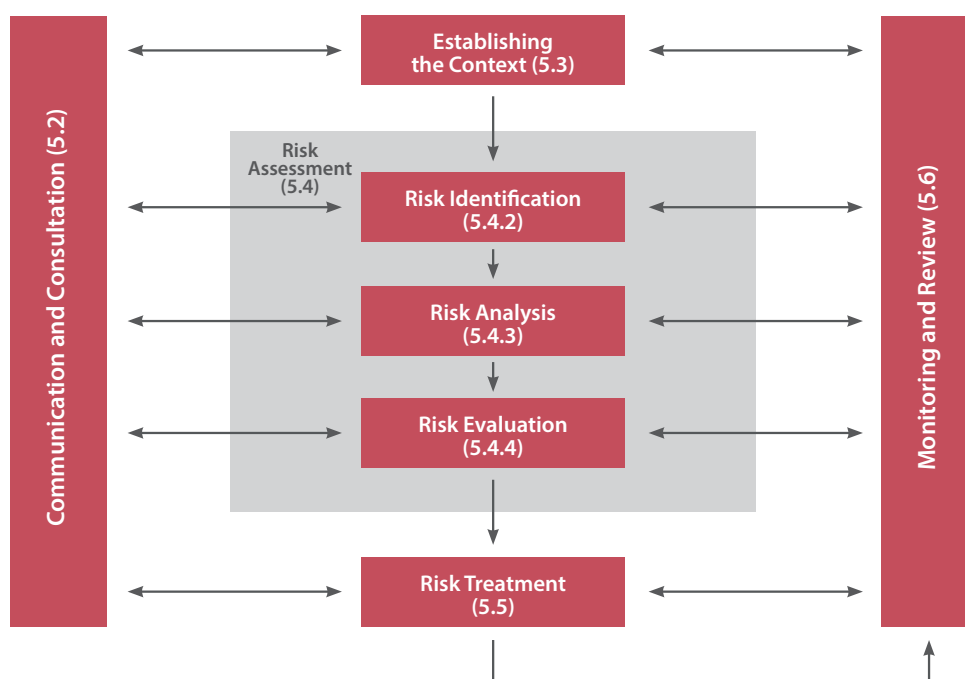 Communication and Consultation (5.2)
Establishing
the Context (5.3)
Risk
Assessment
(5.4)
Risk Identification
(5.4.2)
Risk Analysis
(5.4.3)
Risk Evaluation
(5.4.4)
Risk Treatment
(5.5)
Monitoring and Review (5.6)